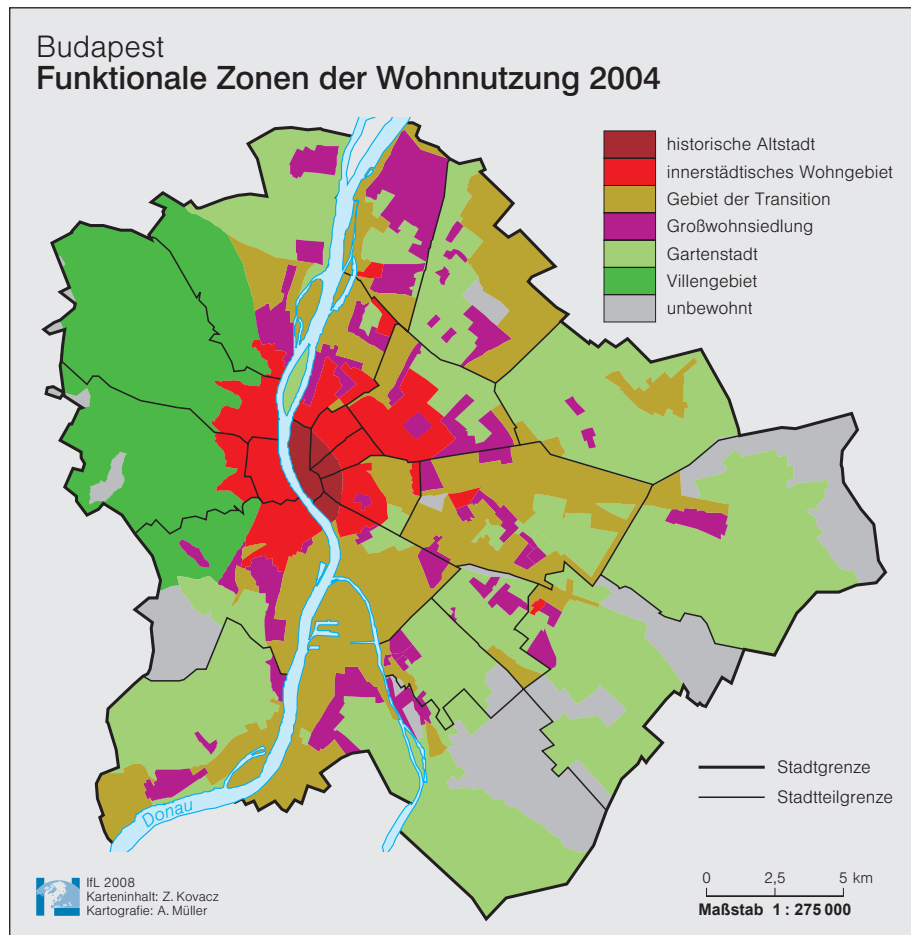 Budapest
Funktionale Zonen der Wohnnutzung 2004
historische Altstadt
innerstädtisches Wohngebiet
Gebiet der Transition
Großwohnsiedlung
Gartenstadt
Villengebiet
unbewohnt
Stadtgrenze
Stadtteilgrenze
Donau
IfL 2008
Karteninhalt: Z. Kovacz
Kartografie: A. Müller
0 2,5 5 km
Maßstab 1 : 275 000